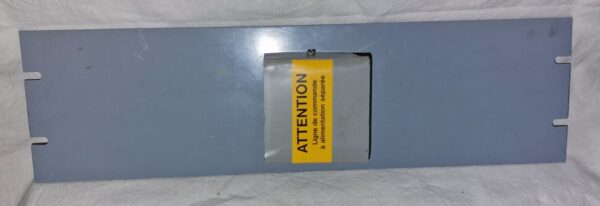 ATTENTION
Ligne de commande
à alimentation séparée